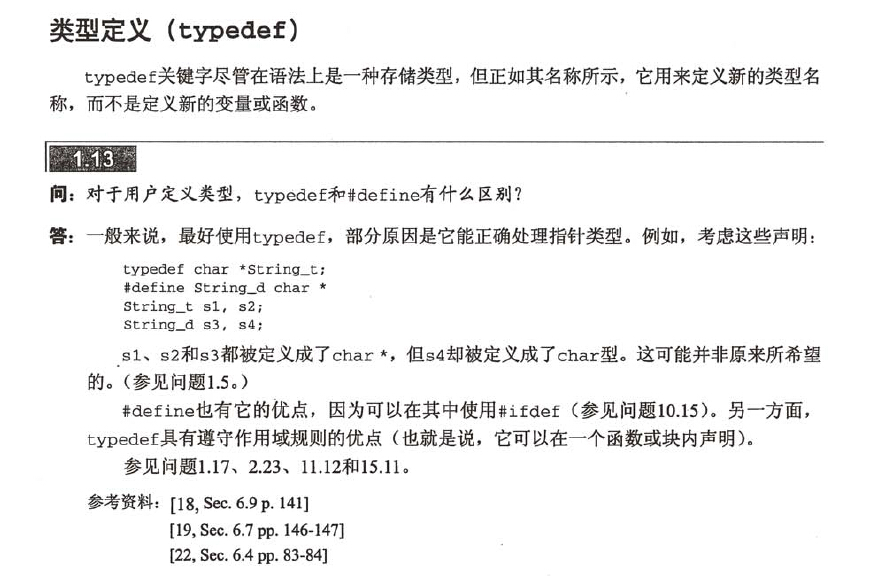 类型定义（typedef）
typedef关键字尽管在语法上是一种存储类型，但正如其名称所示，它用来定义新的类型名
称，而不是定义新的变量或函数。
1.13
问：对于用户定义类型，typedef和#define有什么区别？
答：一般来说，最好使用typedef，部分原因是它能正确处理指针类型。例如，考虑这些声明：
typedef char *String_t;
#define String_d char *
String_t s1, s2;
String_d s3, s4;
s1、s2和s3都被定义成了char *，但s4却被定义成了char型。这可能并非原来所希望
的。（参见问题1.5。）
#define也有它的优点，因为可以在其中使用#ifdef（参见问题10.15）。另一方面，
typedef具有遵守作用域规则的优点（也就是说，它可以在一个函数或块内声明）。
参见问题1.17、2.23、11.12和15.11。
参考资料：[18, Sec. 6.9 p. 141]
[19, Sec. 6.7 pp. 146-147]
[22, Sec. 6.4 pp. 83-84]